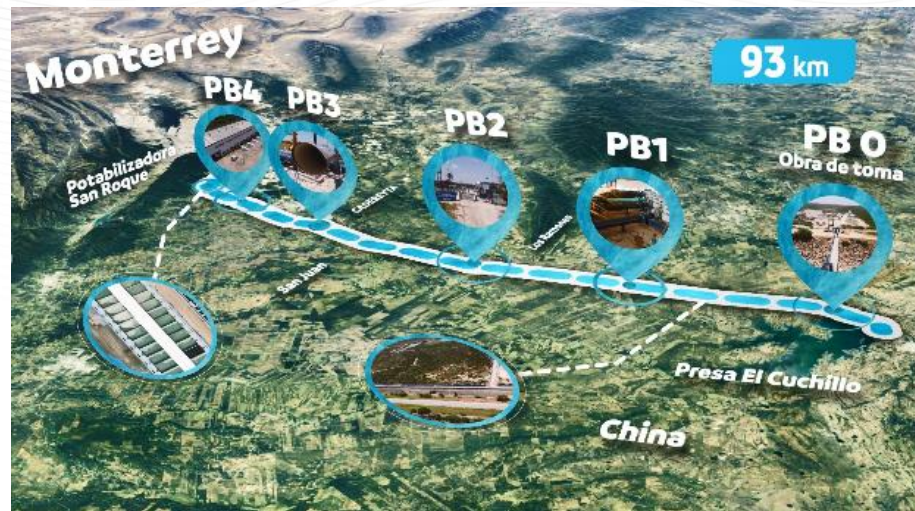 Monterrey
93 km
PB4
PB3
PB2
PB1
PB 0
Obra de toma
Potabilizadora
San Roque
CADEREYTA
Los Ramones
San Juan
Presa El Cuchillo
China